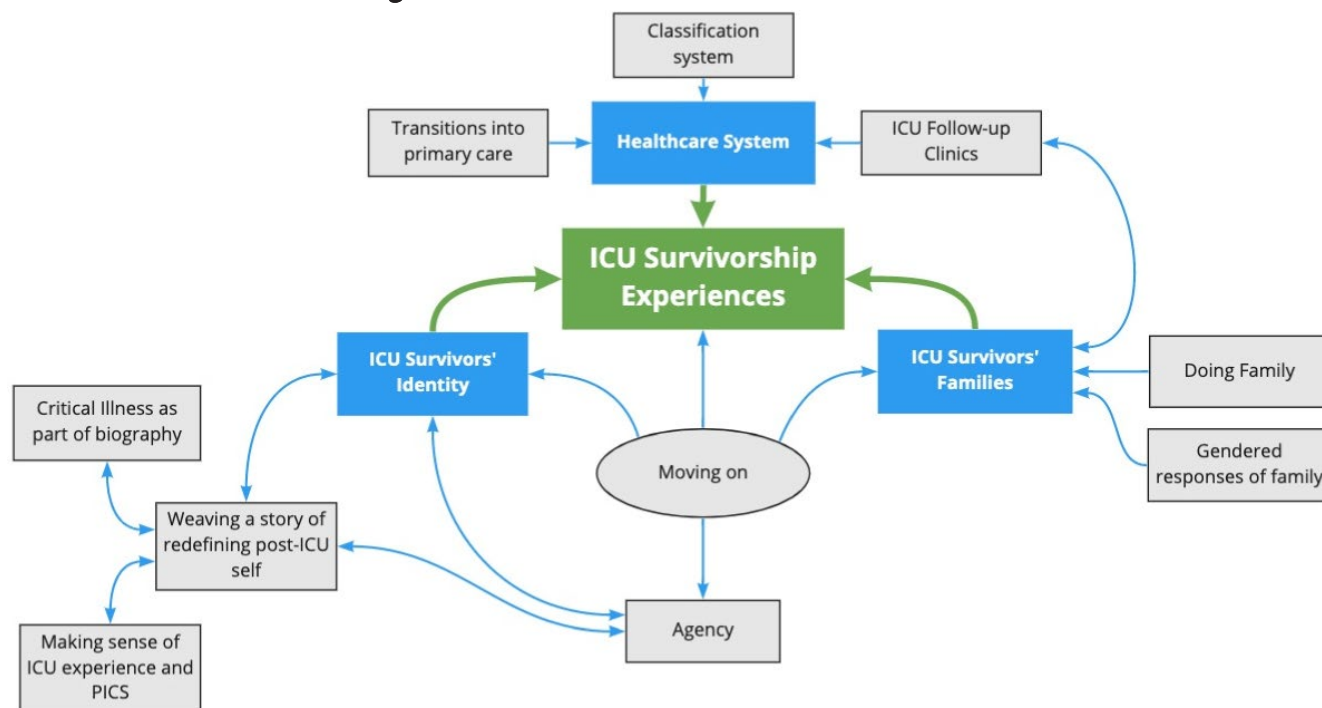 Classification
system
Transitions into
primary care
Healthcare System
ICU Follow-up
Clinics
ICU Survivorship
Experiences
ICU Survivors'
Identity
ICU Survivors'
Families
Doing Family
Critical Illness as
part of biography
Gendered
responses of family
Moving on
Weaving a story of
redefining post-ICU
self
Agency
Making sense of
ICU experience and
PICS